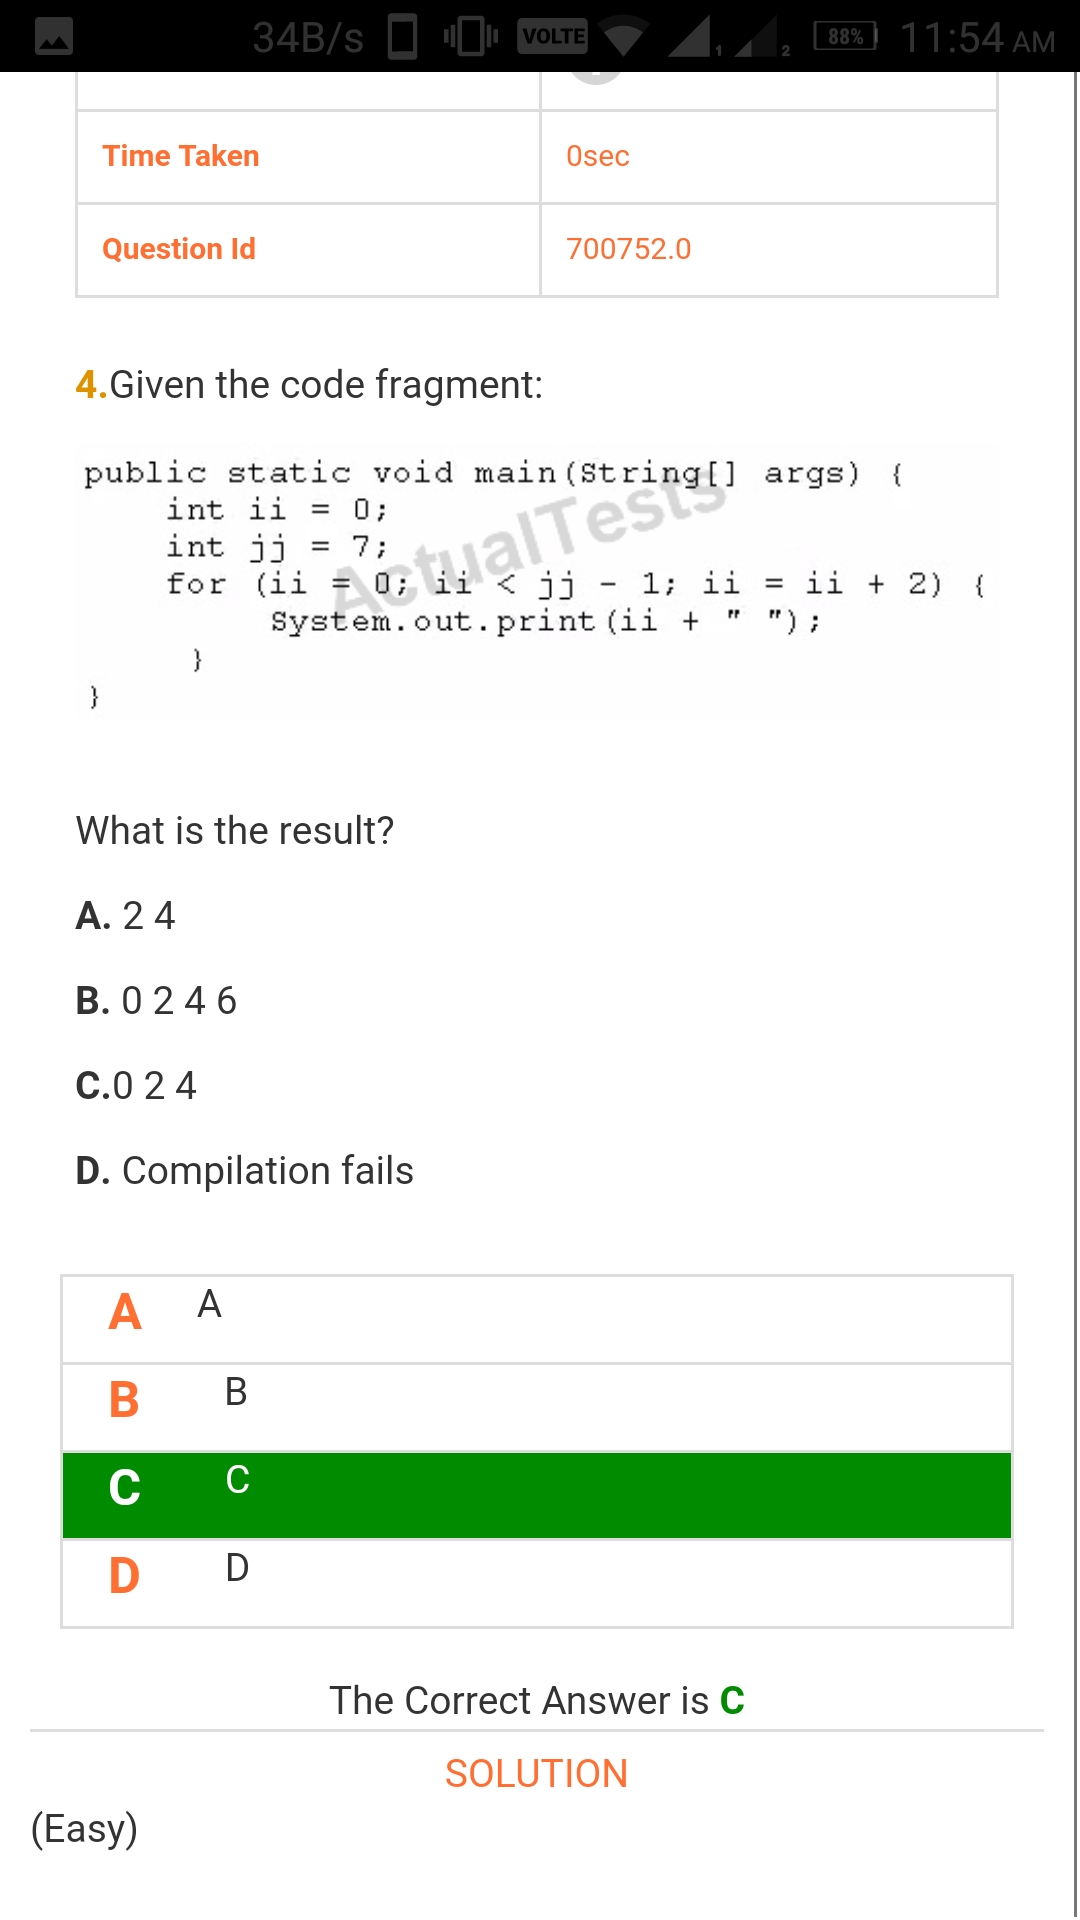 34B/s VOLTE 1 2 88% 11:54 AM
Time Taken 0sec
Question Id 700752.0
4.Given the code fragment:
public static void main(String[] args) {
int ii = 0;
int jj = 7;
for (ii = 0; ii < jj - 1; ii = ii + 2) {
System.out.print(ii + " ");
}
}
ActualTests
What is the result?
A. 2 4
B. 0 2 4 6
C.0 2 4
D. Compilation fails
A A
B B
C C
D D
The Correct Answer is C
SOLUTION
(Easy)